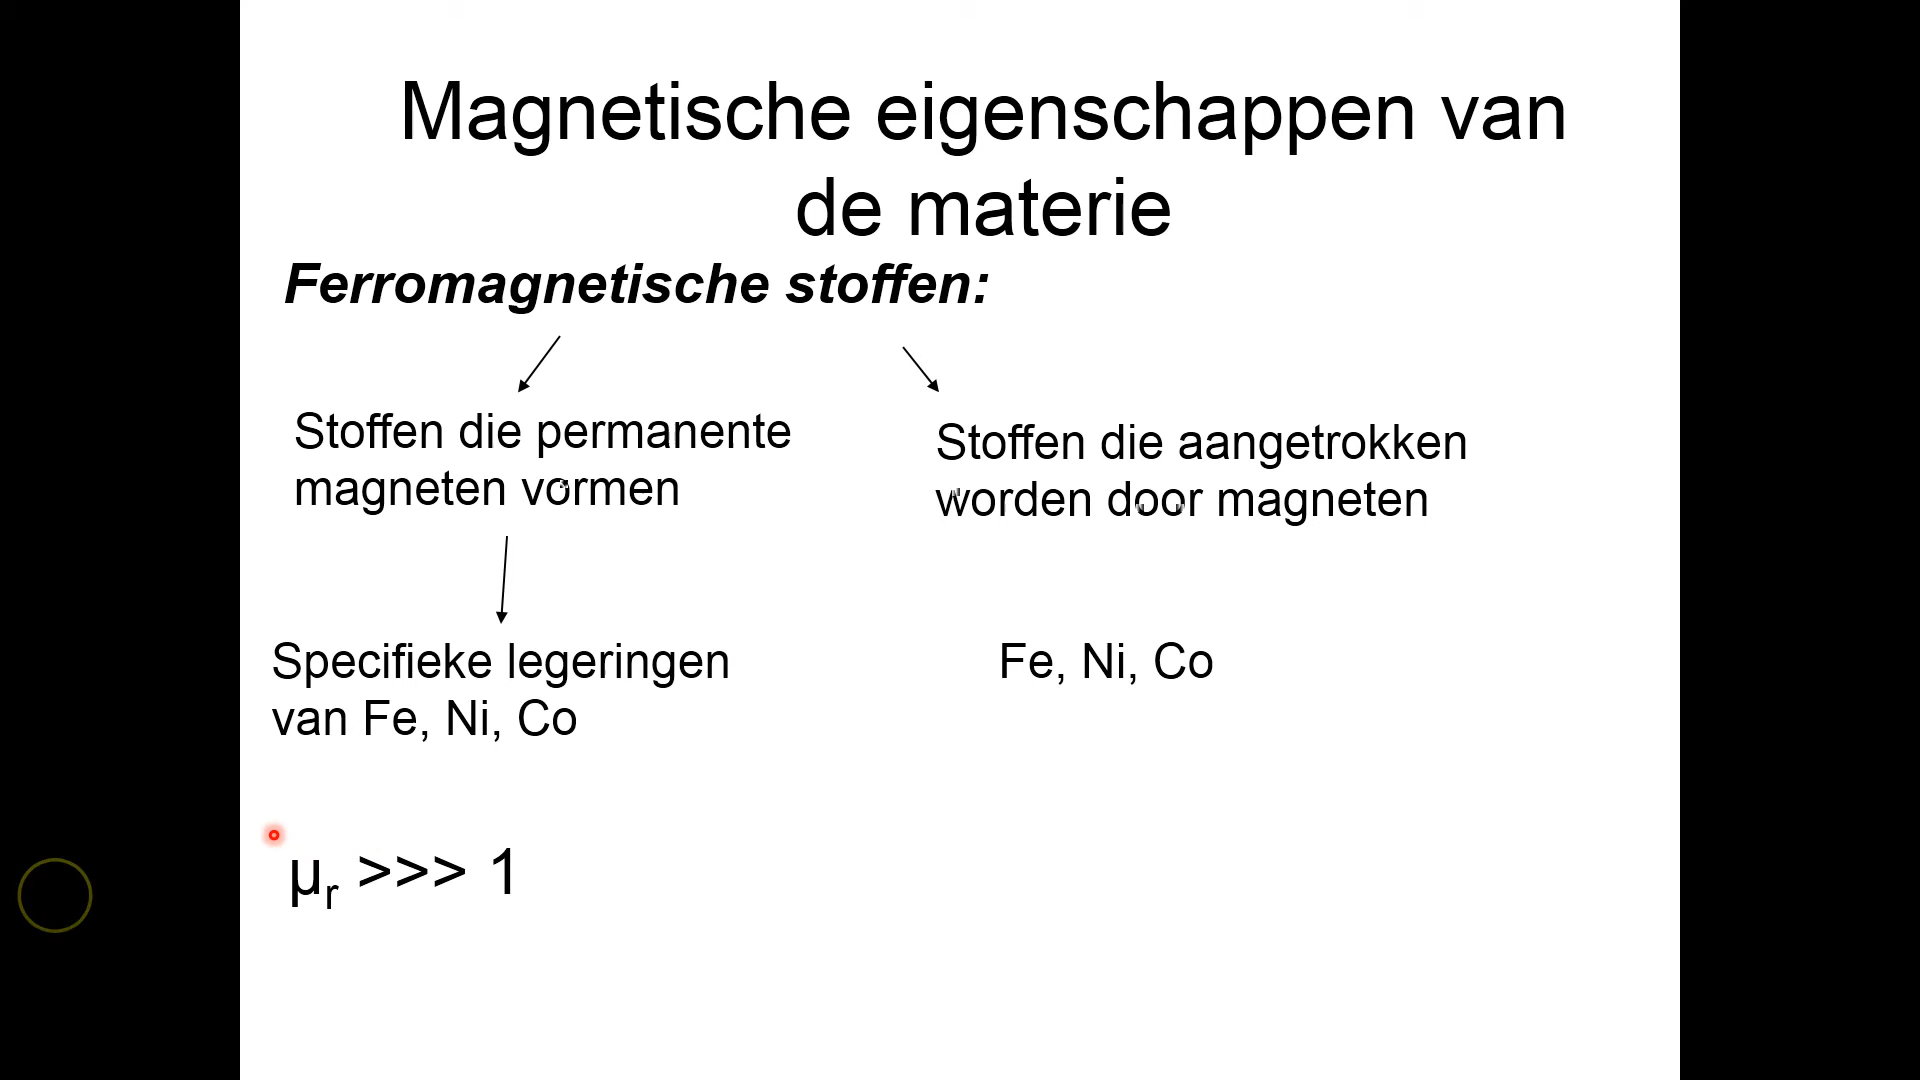 Magnetische eigenschappen van
de materie
Ferromagnetische stoffen:
Stoffen die permanente
magneten vormen
Stoffen die aangetrokken
worden door magneten
Specifieke legeringen
van Fe, Ni, Co
Fe, Ni, Co
μr >>> 1